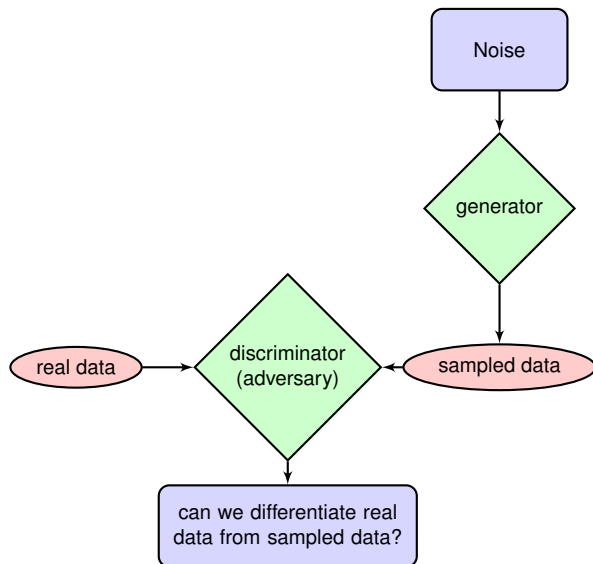 Noise
generator
real data
discriminator
(adversary)
sampled data
can we differentiate real
data from sampled data?